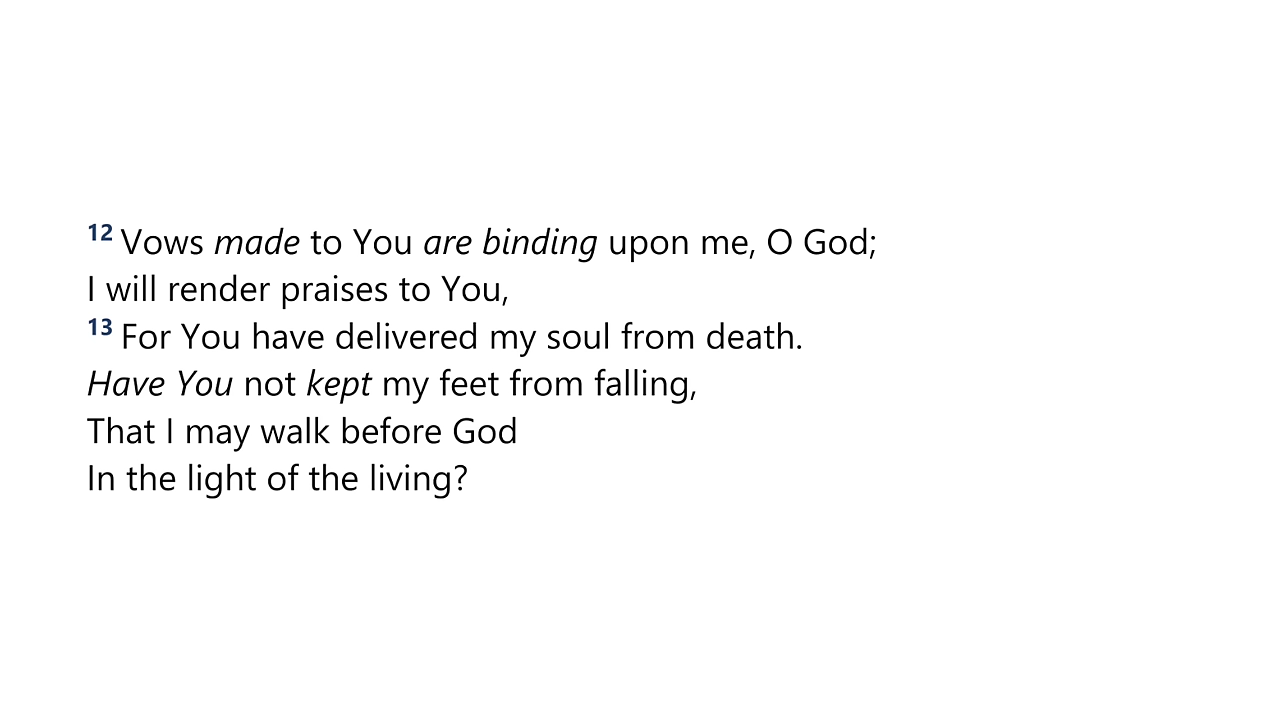 12 Vows made to You are binding upon me, O God;
I will render praises to You,
13 For You have delivered my soul from death.
Have You not kept my feet from falling,
That I may walk before God
In the light of the living?